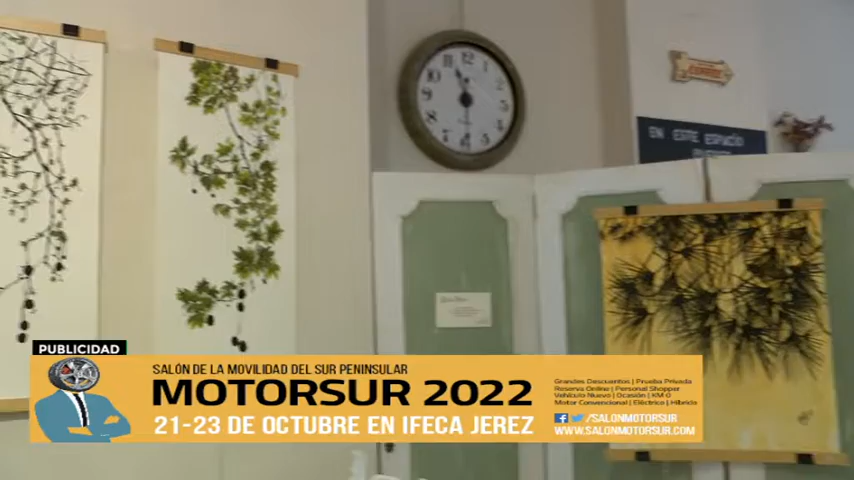 EN ESTE ESPACIO
PUBLICIDAD
SALÓN DE LA MOVILIDAD DEL SUR PENINSULAR
MOTORSUR 2022
21-23 DE OCTUBRE EN IFECA JEREZ
Grandes Descuentos | Prueba Privada
Reserva Online | Personal Shopper
Vehículo Nuevo | Ocasión | KM 0
Motor Convencional | Eléctrico | Híbrido
/SALONMOTORSUR
WWW.SALONMOTORSUR.COM